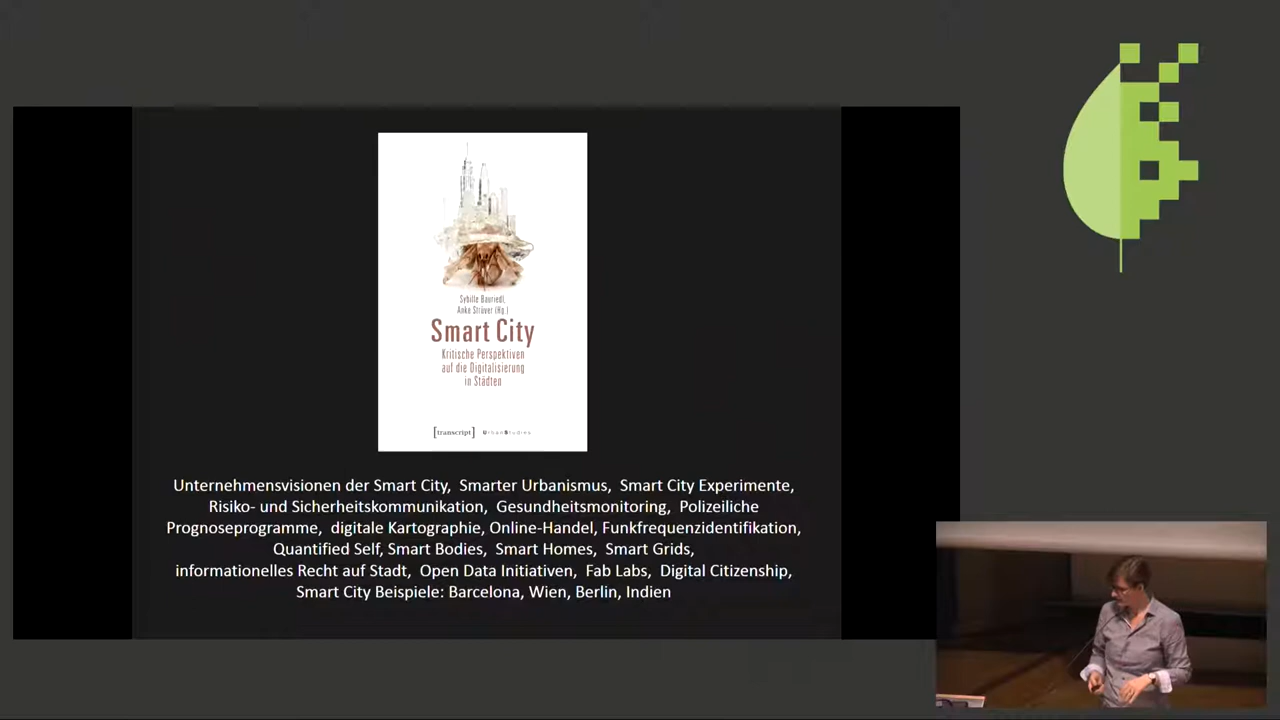 Sybille Bauriedl,
Anke Strüver (Hg.)
Smart City
Kritische Perspektiven
auf die Digitalisierung
in Städten
[transcript] UrbanStudies
Unternehmensvisionen der Smart City, Smarter Urbanismus, Smart City Experimente,
Risiko- und Sicherheitskommunikation, Gesundheitsmonitoring, Polizeiliche
Prognoseprogramme, digitale Kartographie, Online-Handel, Funkfrequenzidentifikation,
Quantified Self, Smart Bodies, Smart Homes, Smart Grids,
informationelles Recht auf Stadt, Open Data Initiativen, Fab Labs, Digital Citizenship,
Smart City Beispiele: Barcelona, Wien, Berlin, Indien